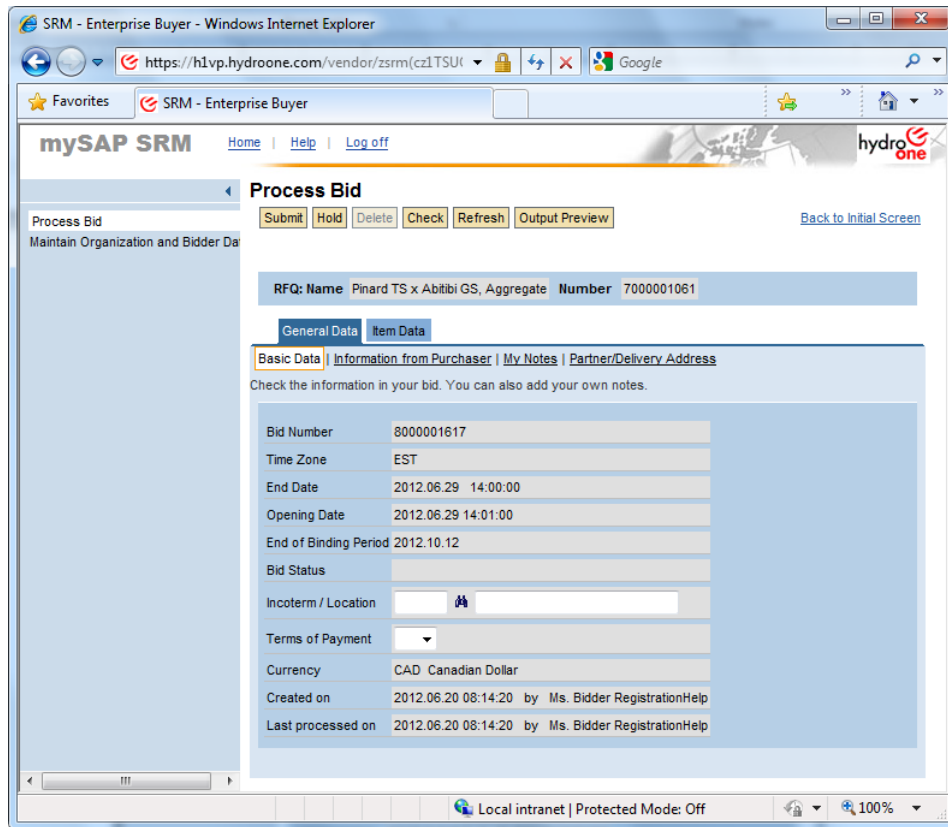 SRM - Enterprise Buyer - Windows Internet Explorer
https://h1vp.hydroone.com/vendor/zsrm(cz1TSU( Google
Favorites SRM - Enterprise Buyer
mySAP SRM Home | Help | Log off hydro one
Process Bid
Submit Hold Delete Check Refresh Output Preview Back to Initial Screen
Process Bid
Maintain Organization and Bidder Da
RFQ: Name Pinard TS x Abitibi GS, Aggregate Number 7000001061
General Data Item Data
Basic Data | Information from Purchaser | My Notes | Partner/Delivery Address
Check the information in your bid. You can also add your own notes.
Bid Number 8000001617
Time Zone EST
End Date 2012.06.29 14:00:00
Opening Date 2012.06.29 14:01:00
End of Binding Period 2012.10.12
Bid Status
Incoterm / Location
Terms of Payment
Currency CAD Canadian Dollar
Created on 2012.06.20 08:14:20 by Ms. Bidder RegistrationHelp
Last processed on 2012.06.20 08:14:20 by Ms. Bidder RegistrationHelp
Local intranet | Protected Mode: Off 100%